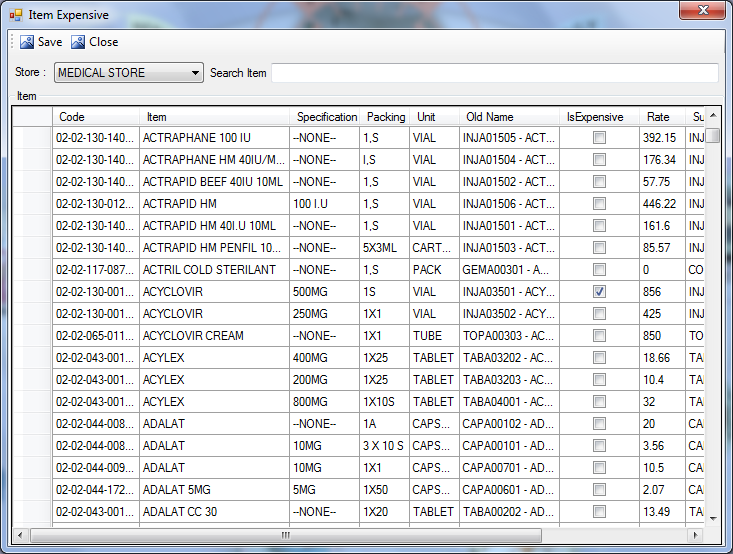 Item Expensive
Save Close
Store : MEDICAL STORE Search Item
Item
Code Item Specification Packing Unit Old Name IsExpensive Rate Su
02-02-130-140... ACTRAPHANE 100 IU --NONE-- 1,S VIAL INJA01505 - ACT... 392.15 INJ
02-02-130-140... ACTRAPHANE HM 40IU/M... --NONE-- I,S VIAL INJA01504 - ACT... 176.34 INJ
02-02-130-140... ACTRAPID BEEF 40IU 10ML --NONE-- 1,S VIAL INJA01502 - ACT... 57.75 INJ
02-02-130-012... ACTRAPID HM 100 I.U 1,S VIAL INJA01506 - ACT... 446.22 INJ
02-02-130-140... ACTRAPID HM 40I.U 10ML --NONE-- 1,S VIAL INJA01501 - ACT... 161.6 INJ
02-02-130-140... ACTRAPID HM PENFIL 10... --NONE-- 5X3ML CART... INJA01503 - ACT... 85.57 INJ
02-02-117-087... ACTRIL COLD STERILANT --NONE-- 1,S PACK GEMA00301 - A... 0 CO
02-02-130-001... ACYCLOVIR 500MG 1S VIAL INJA03501 - ACY... 856 INJ
02-02-130-001... ACYCLOVIR 250MG 1X1 VIAL INJA03502 - ACY... 425 INJ
02-02-065-011... ACYCLOVIR CREAM --NONE-- 1X1 TUBE TOPA00303 - AC... 850 TO
02-02-043-001... ACYLEX 400MG 1X25 TABLET TABA03202 - AC... 18.66 TA
02-02-043-001... ACYLEX 200MG 1X25 TABLET TABA03203 - AC... 10.4 TA
02-02-043-001... ACYLEX 800MG 1X10S TABLET TABA04001 - AC... 32 TA
02-02-044-008... ADALAT --NONE-- 1A CAPS... CAPA00102 - AD... 20 CA
02-02-044-008... ADALAT 10MG 3 X 10 S CAPS... CAPA00101 - AD... 3.56 CA
02-02-044-009... ADALAT 10MG 1X1 CAPS... CAPA00701 - AD... 10.5 CA
02-02-044-172... ADALAT 5MG 5MG 1X50 CAPS... CAPA00601 - AD... 2.07 CA
02-02-043-001... ADALAT CC 30 --NONE-- 1X20 TABLET TABA00202 - AD... 13.49 TA